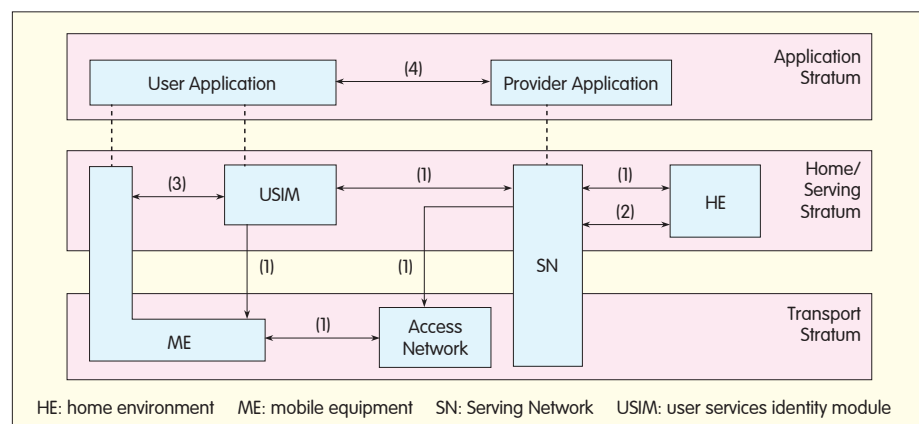 Application
Stratum
User Application
(4)
Provider Application
Home/
Serving
Stratum
(3)
USIM
(1)
(1)
(2)
HE
SN
(1)
(1)
Transport
Stratum
ME
(1)
Access
Network
HE: home environment ME: mobile equipment SN: Serving Network USIM: user services identity module